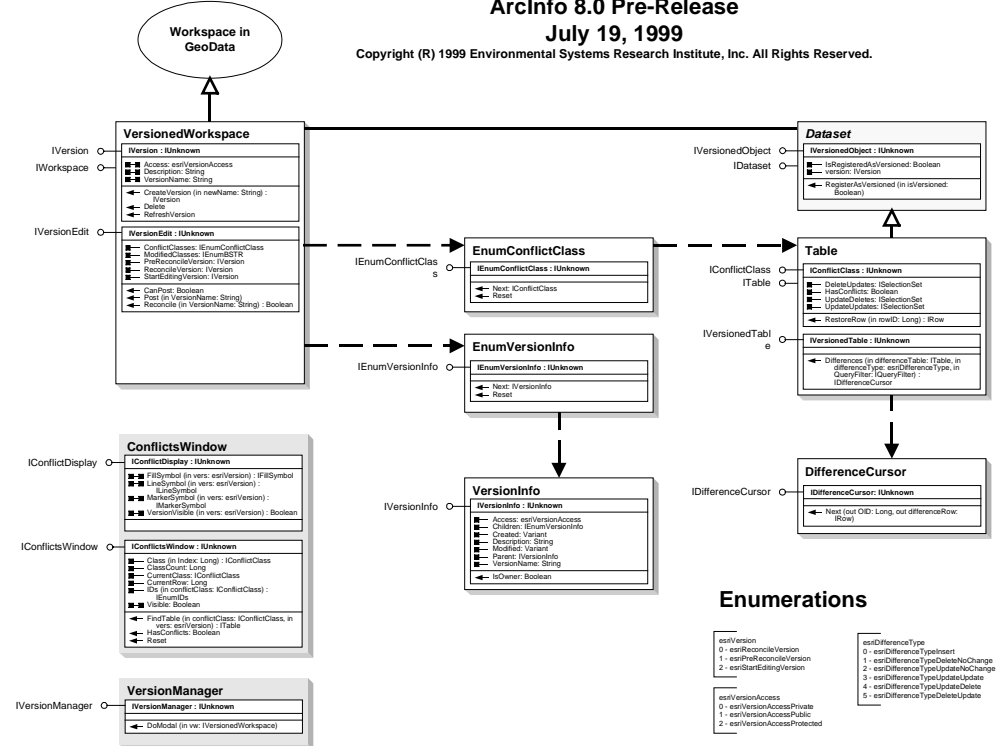 ArcInfo 8.0 Pre-Release
July 19, 1999
Copyright (R) 1999 Environmental Systems Research Institute, Inc. All Rights Reserved.
Workspace in
GeoData
VersionedWorkspace
IVersion
IWorkspace
IVersion : IUnknown
Access: esriVersionAccess
Description: String
VersionName: String
CreateVersion (in newName: String) :
IVersion
Delete
RefreshVersion
IVersionEdit
IVersionEdit : IUnknown
ConflictClasses: IEnumConflictClass
ModifiedClasses: IEnumBSTR
PreReconcileVersion: IVersion
ReconcileVersion: IVersion
StartEditingVersion: IVersion
CanPost: Boolean
Post (in VersionName: String)
Reconcile (in VersionName: String) : Boolean
Dataset
IVersionedObject
IDataset
IVersionedObject: IUnknown
IsRegisteredAsVersioned: Boolean
version: IVersion
RegisterAsVersioned (in isVersioned:
Boolean)
EnumConflictClass
IEnumConflictClas
s
IEnumConflictClass : IUnknown
Next: IConflictClass
Reset
Table
IConflictClass
ITable
IConflictClass : IUnknown
DeleteUpdates: ISelectionSet
HasConflicts: Boolean
UpdateDeletes: ISelectionSet
UpdateUpdates: ISelectionSet
RestoreRow (in rowID: Long) : IRow
IVersionedTabl
e
IVersionedTable : IUnknown
Differences (in differenceTable: ITable, in
differenceType: esriDifferenceType, in
QueryFilter: IQueryFilter) :
IDifferenceCursor
EnumVersionInfo
IEnumVersionInfo
IEnumVersionInfo : IUnknown
Next: IVersionInfo
Reset
ConflictsWindow
IConflictDisplay
IConflictDisplay : IUnknown
FillSymbol (in vers: esriVersion) : IFillSymbol
LineSymbol (in vers: esriVersion) :
ILineSymbol
MarkerSymbol (in vers: esriVersion) :
IMarkerSymbol
VersionVisible (in vers: esriVersion) : Boolean
IConflictsWindow
IConflictsWindow : IUnknown
Class (in Index: Long) : IConflictClass
ClassCount: Long
CurrentClass: IConflictClass
CurrentRow: Long
IDs (in conflictClass: IConflictClass) :
IEnumIDs
Visible: Boolean
FindTable (in conflictClass: IConflictClass, in
vers: esriVersion) : ITable
HasConflicts: Boolean
Reset
VersionInfo
IVersionInfo
IVersionInfo : IUnknown
Access: esriVersionAccess
Children: IEnumVersionInfo
Created: Variant
Description: String
Modified: Variant
Parent: IVersionInfo
VersionName: String
IsOwner: Boolean
DifferenceCursor
IDifferenceCursor
IDifferenceCursor: IUnknown
Next (out OID: Long, out differenceRow:
IRow)
VersionManager
IVersionManager
IVersionManager : IUnknown
DoModal (in vw: IVersionedWorkspace)
Enumerations
esriVersion
0 - esriReconcileVersion
1 - esriPreReconcileVersion
2 - esriStartEditingVersion
esriVersionAccess
0 - esriVersionAccessPrivate
1 - esriVersionAccessPublic
2 - esriVersionAccessProtected
esriDifferenceType
0 - esriDifferenceTypeInsert
1 - esriDifferenceTypeDeleteNoChange
2 - esriDifferenceTypeUpdateNoChange
3 - esriDifferenceTypeUpdateUpdate
4 - esriDifferenceTypeUpdateDelete
5 - esriDifferenceTypeDeleteUpdate